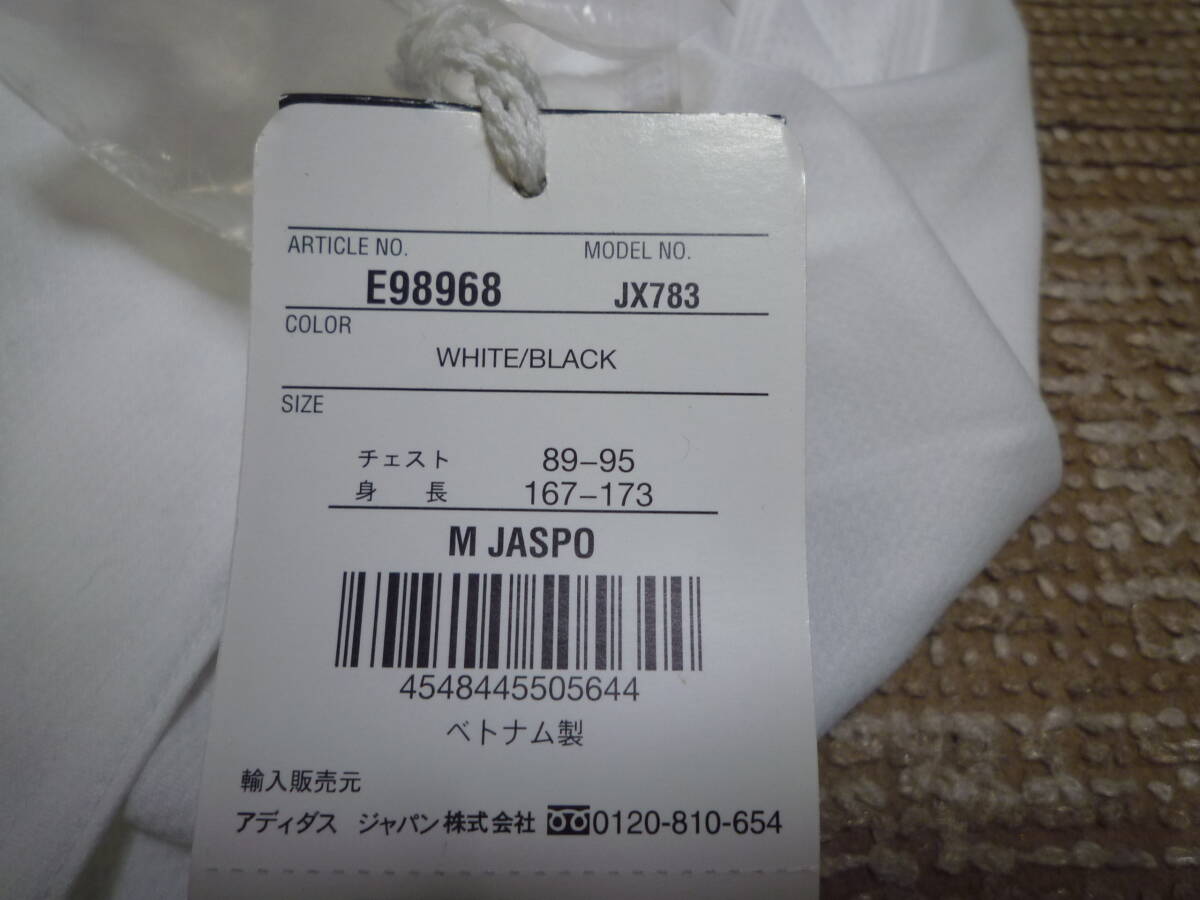 ARTICLE NO. MODEL NO.
E98968 JX783
COLOR
WHITE/BLACK
SIZE
チェスト 89-95
身 長 167-173
M JASPO
4548445505644
ベトナム製
輸入販売元
アディダス ジャパン株式会社 0120-810-654